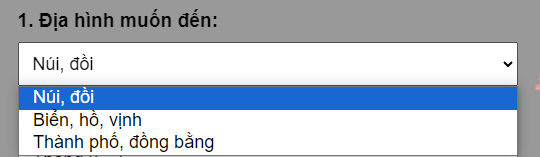 1. Địa hình muốn đến:
Núi, đồi
Núi, đồi
Biển, hồ, vịnh
Thành phố, đồng bằng